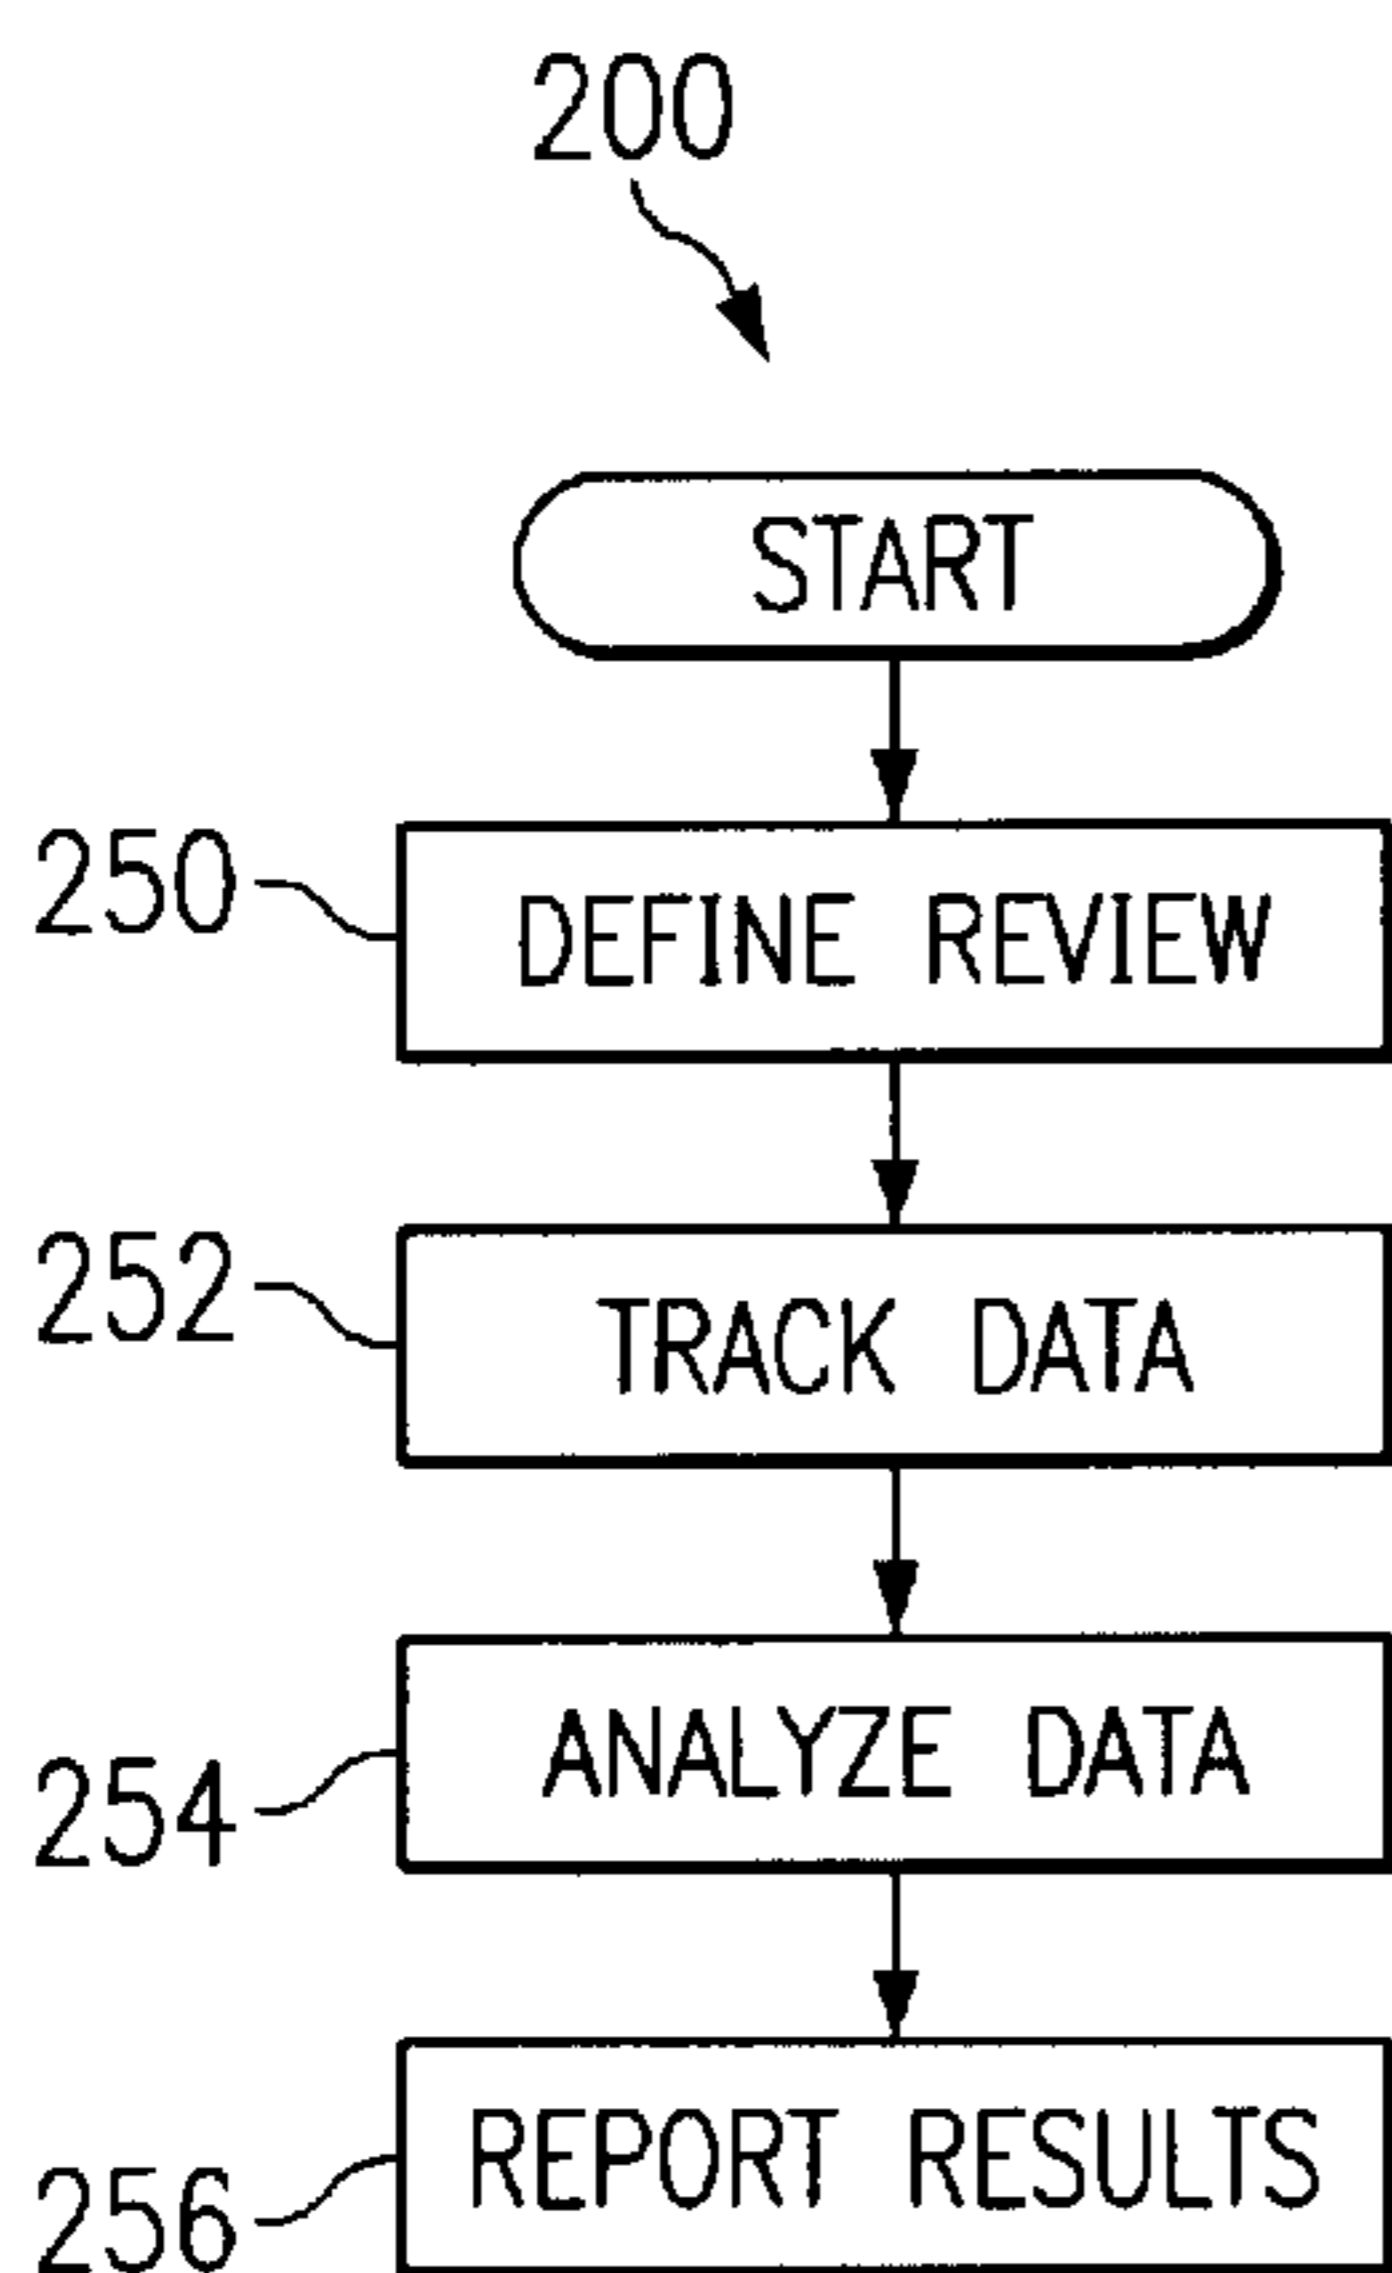 200
START
250
DEFINE REVIEW
252
TRACK DATA
254
ANALYZE DATA
256
REPORT RESULTS